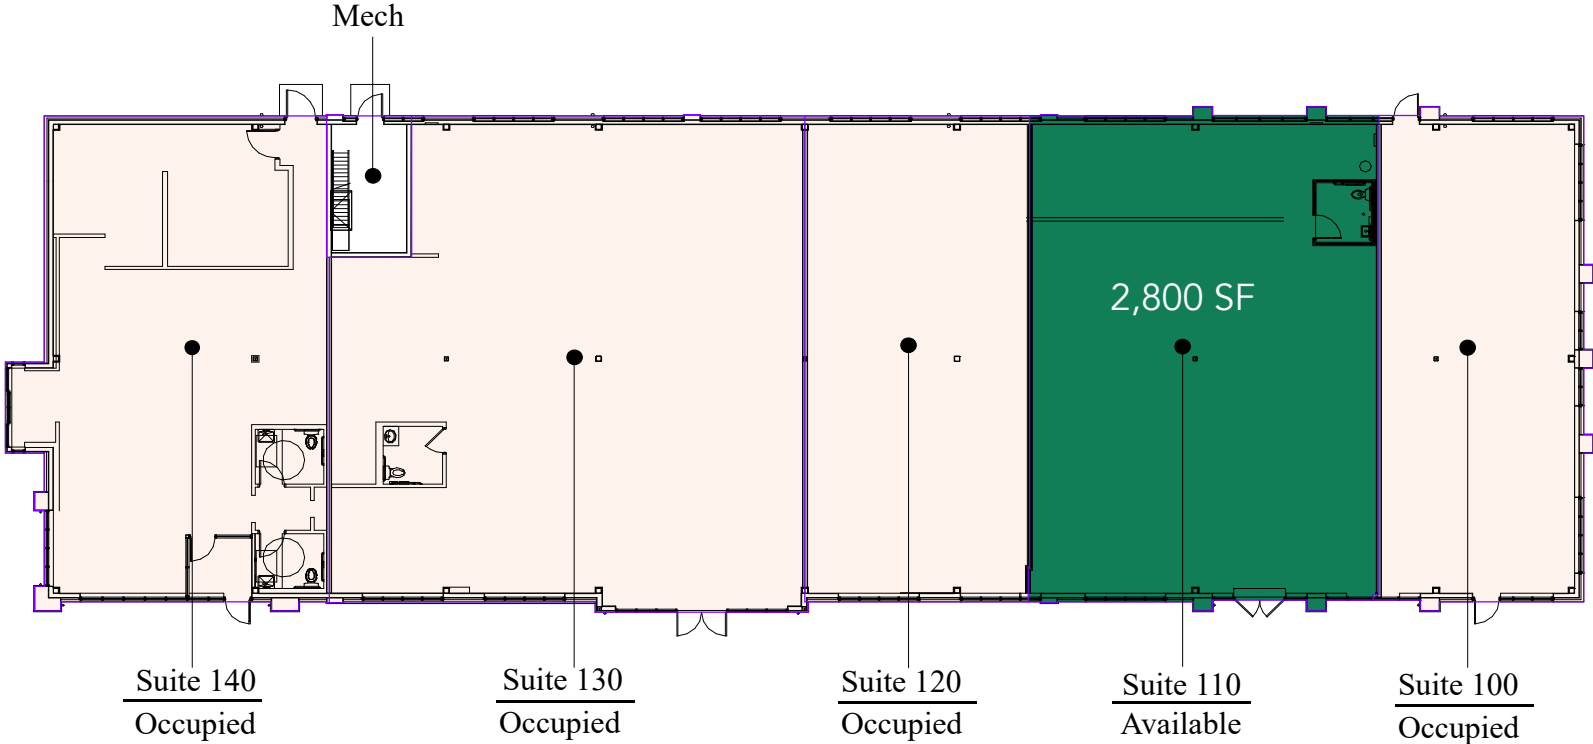 Mech
2,800 SF
Suite 140
Occupied
Suite 130
Occupied
Suite 120
Occupied
Suite 110
Available
Suite 100
Occupied